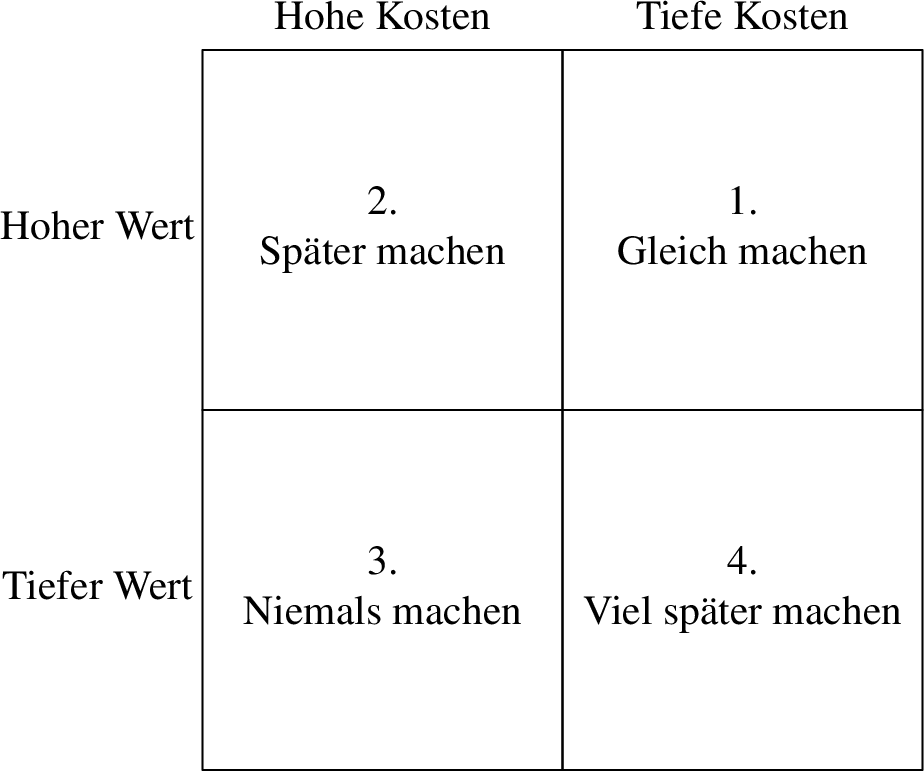 Hohe Kosten
Tiefe Kosten
Hoher Wert
2.
Später machen
1.
Gleich machen
Tiefer Wert
3.
Niemals machen
4.
Viel später machen